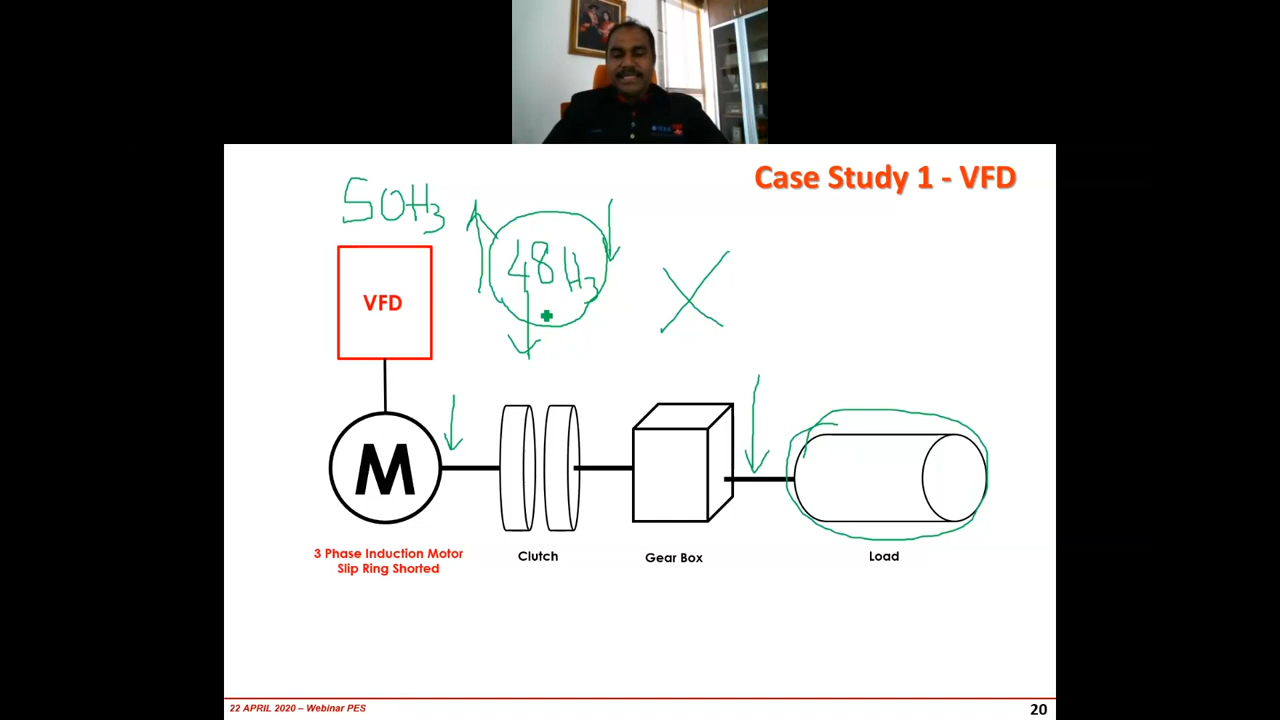 Case Study 1 - VFD
50Hz
48Hz
VFD
M
3 Phase Induction Motor
Slip Ring Shorted
Clutch
Gear Box
Load
22 APRIL 2020 – Webinar PES
20